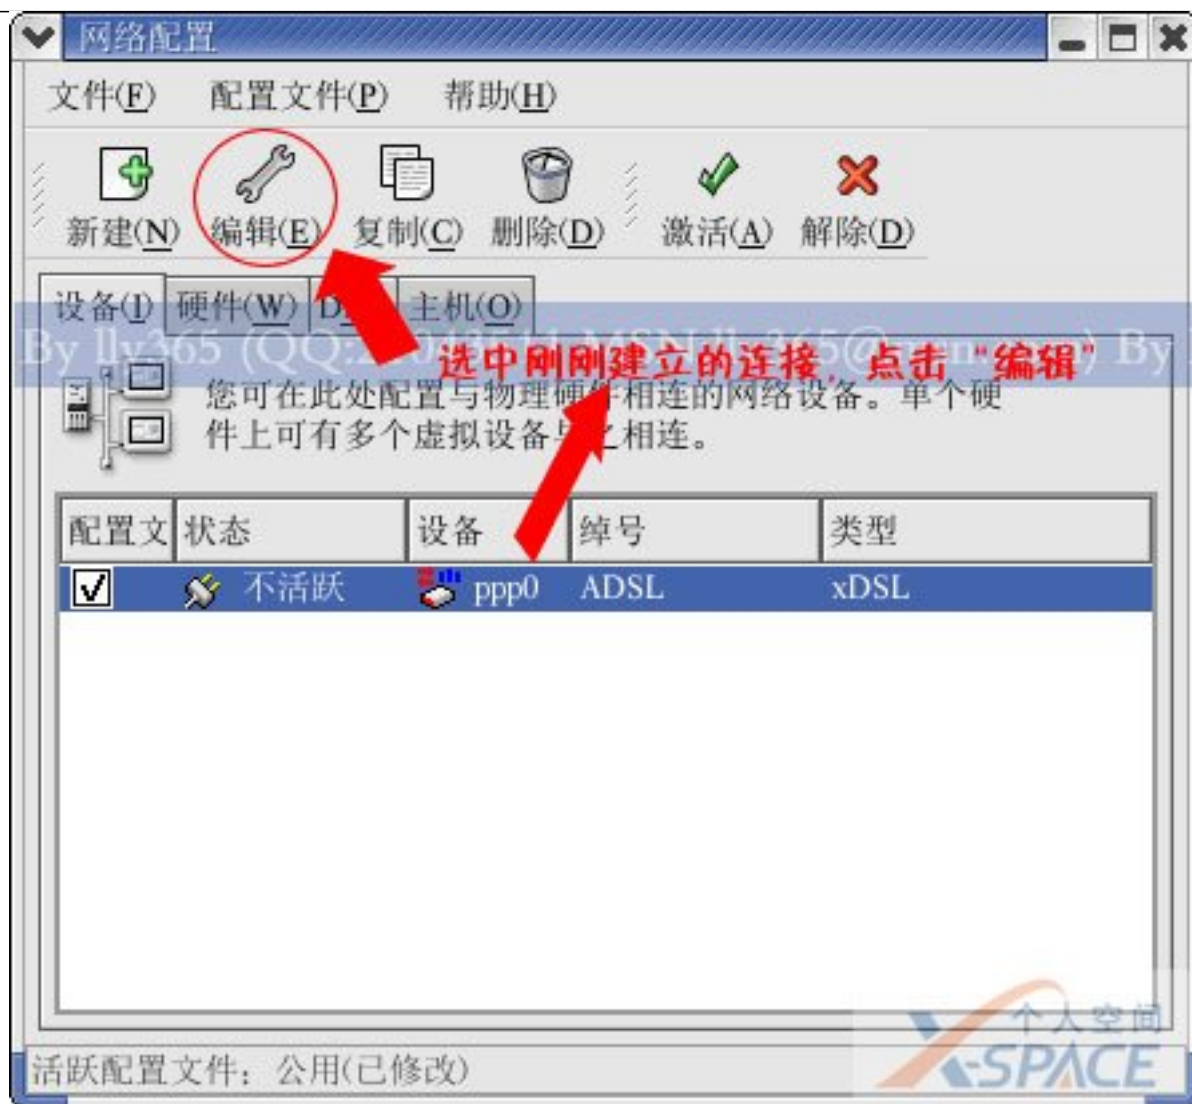 网络配置
文件(F) 配置文件(P) 帮助(H)
新建(N) 编辑(E) 复制(C) 删除(D) 激活(A) 解除(D)
设备(I) 硬件(W) 主机(O)
选中刚刚建立的连接，点击“编辑”
您可在此处配置与物理硬件相连的网络设备。单个硬
件上可有多个虚拟设备与之相连。
配置文 状态 设备 绰号 类型
不活跃 ppp0 ADSL xDSL
个人空间
X-SPACE
活跃配置文件：公用(已修改)